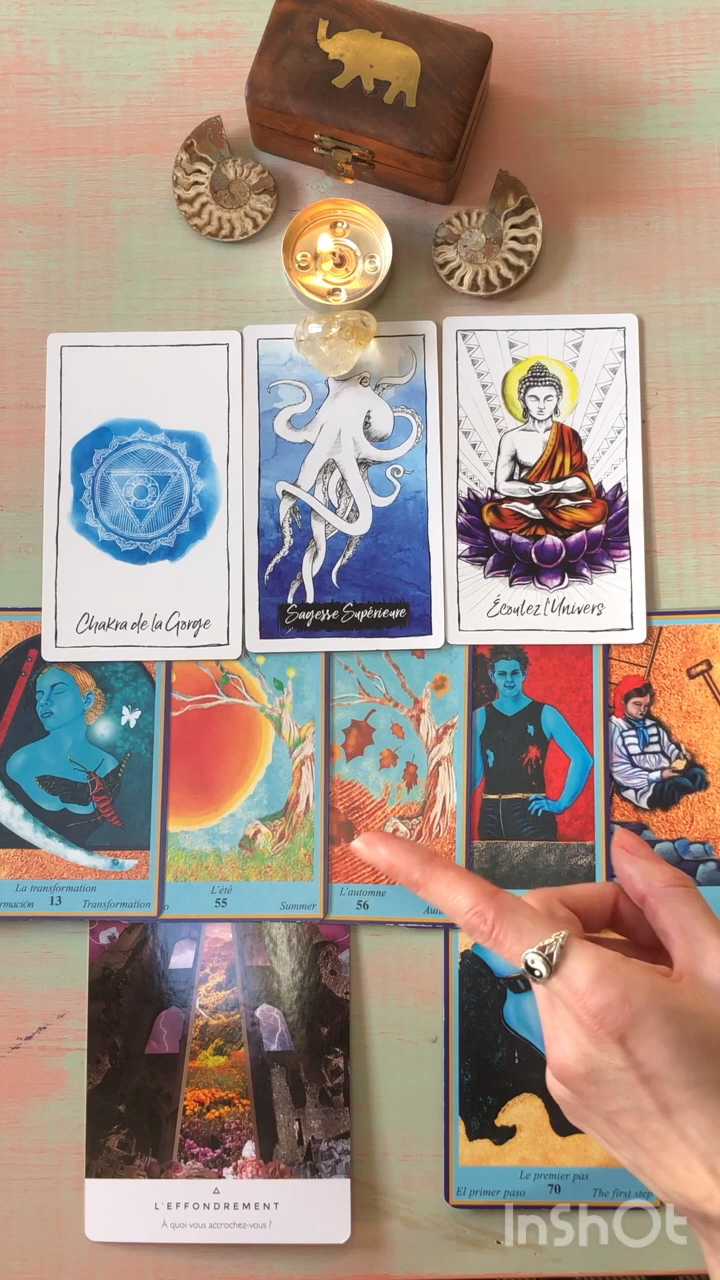 Chakra de la Gorge
Sagesse Supérieure
Écoutez l'Univers
La transformation
13
Transformation
L'été
55
Summer
L'automne
56
L'EFFONDREMENT
À quoi vous accrochez-vous ?
Le premier pas
El primer paso
70
The first step
InShOt